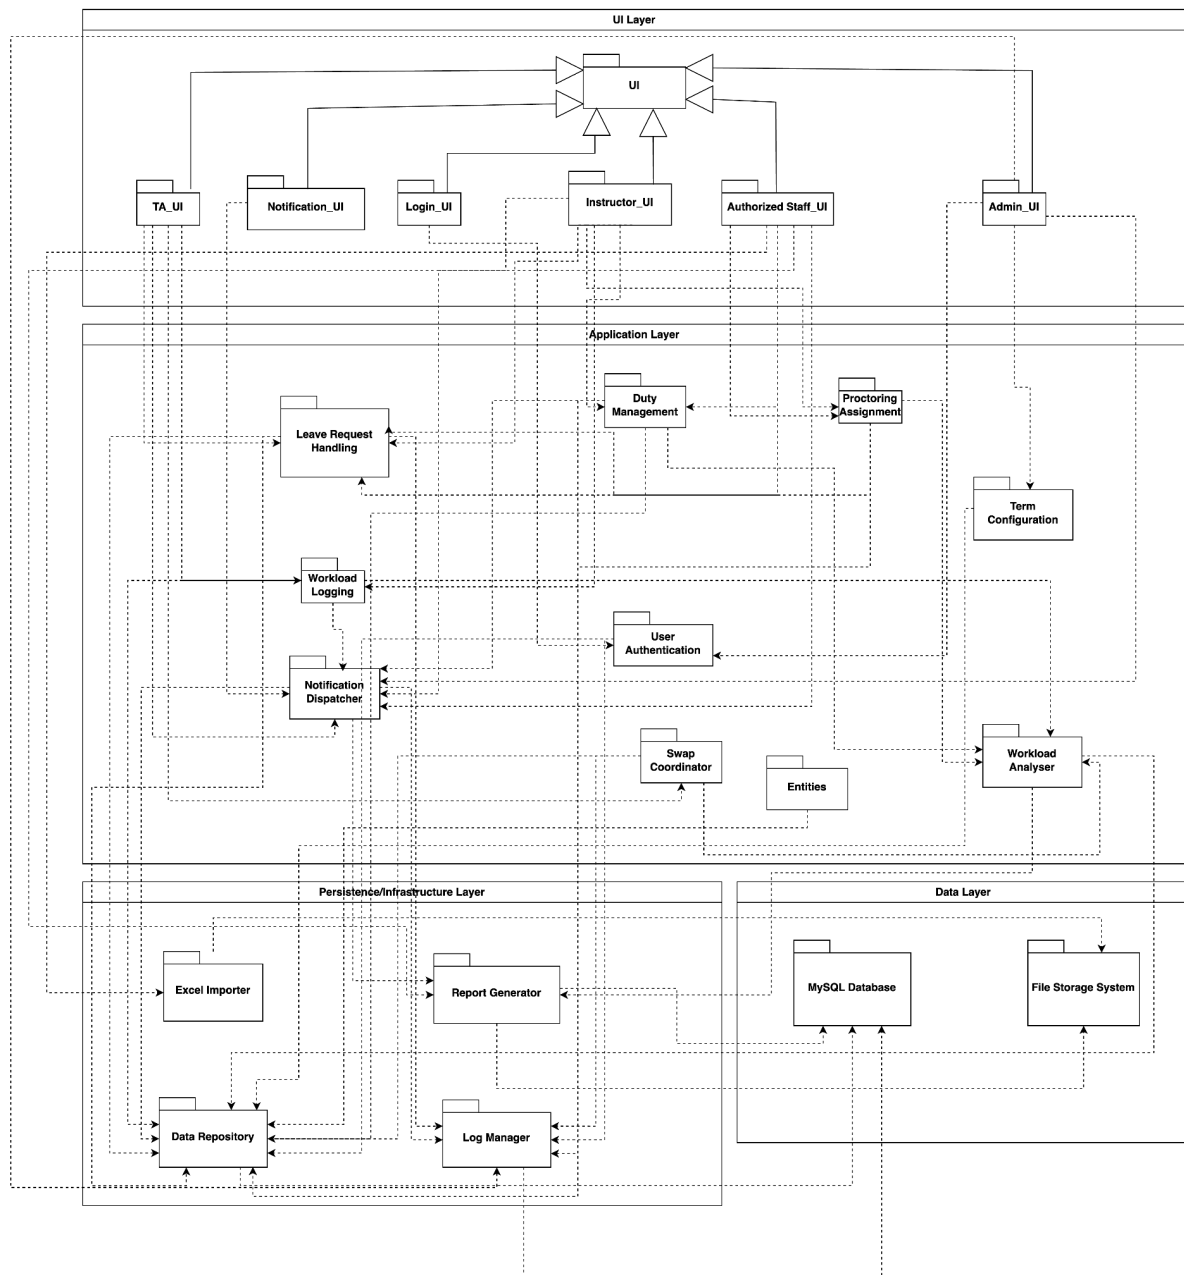 UI Layer
UI
TA_UI
Notification_UI
Login_UI
Instructor_UI
Authorized Staff_UI
Admin_UI
Application Layer
Duty
Management
Proctoring
Assignment
Leave Request
Handling
Term
Configuration
Workload
Logging
User
Authentication
Notification
Dispatcher
Swap
Coordinator
Workload
Analyser
Entities
Persistence/Infrastructure Layer
Data Layer
Excel Importer
Report Generator
MySQL Database
File Storage System
Data Repository
Log Manager